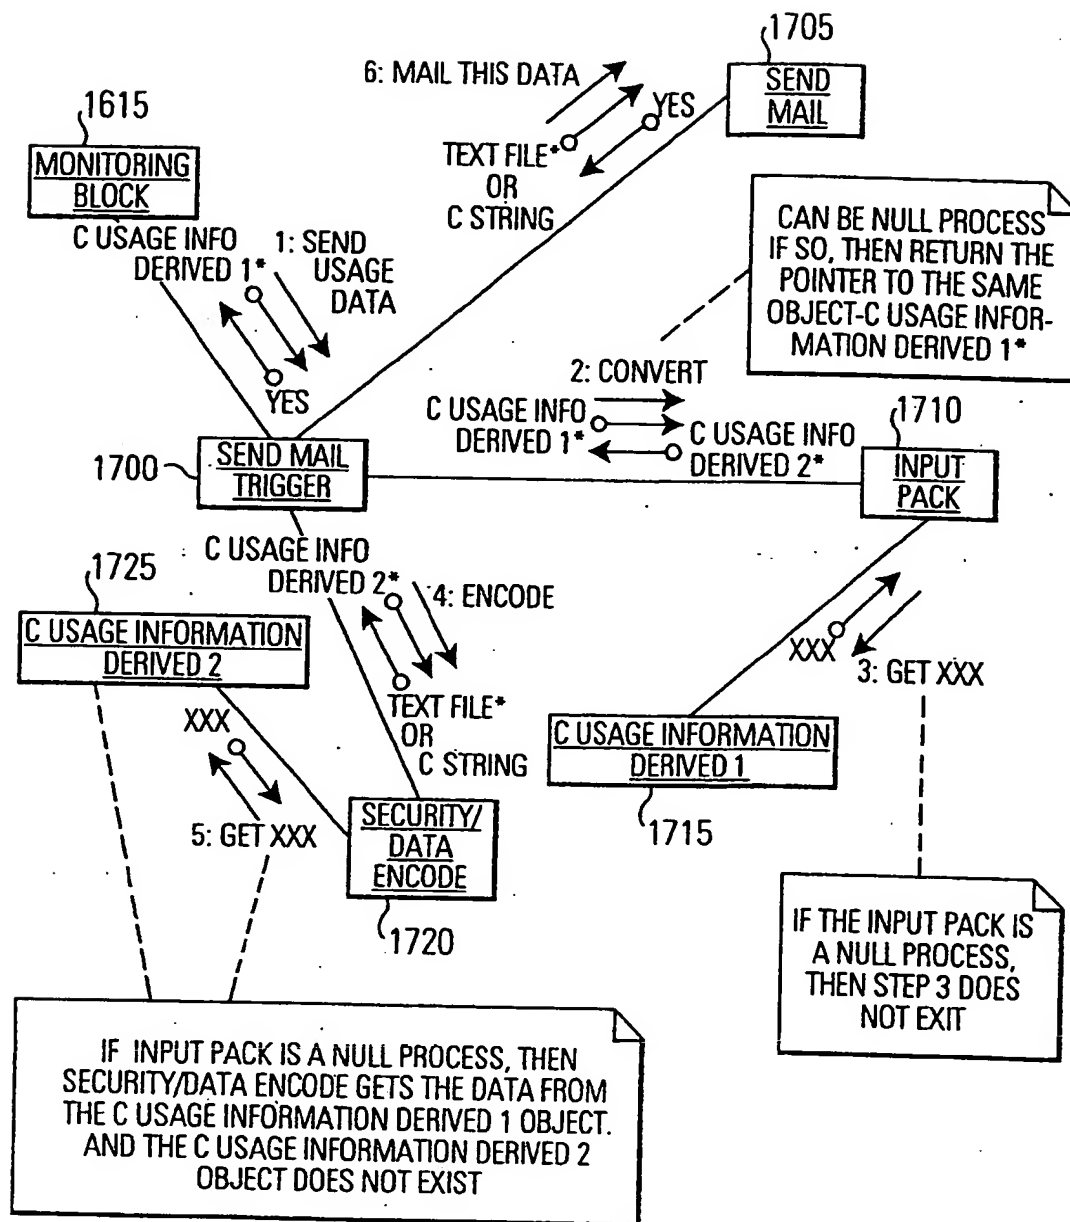 1705
SEND
MAIL
6: MAIL THIS DATA
YES
TEXT FILE*
OR
C STRING
1615
MONITORING
BLOCK
C USAGE INFO
DERIVED 1*
1: SEND
USAGE
DATA
YES
CAN BE NULL PROCESS
IF SO, THEN RETURN THE
POINTER TO THE SAME
OBJECT-C USAGE INFOR-
MATION DERIVED 1*
2: CONVERT
C USAGE INFO
DERIVED 1*
C USAGE INFO
DERIVED 2*
1710
INPUT
PACK
1700
SEND MAIL
TRIGGER
C USAGE INFO
DERIVED 2*
4: ENCODE
TEXT FILE*
OR
C STRING
1725
C USAGE INFORMATION
DERIVED 2
XXX
5: GET XXX
SECURITY/
DATA
ENCODE
1720
XXX
3: GET XXX
C USAGE INFORMATION
DERIVED 1
1715
IF THE INPUT PACK IS
A NULL PROCESS,
THEN STEP 3 DOES
NOT EXIT
IF INPUT PACK IS A NULL PROCESS, THEN
SECURITY/DATA ENCODE GETS THE DATA FROM
THE C USAGE INFORMATION DERIVED 1 OBJECT.
AND THE C USAGE INFORMATION DERIVED 2
OBJECT DOES NOT EXIST